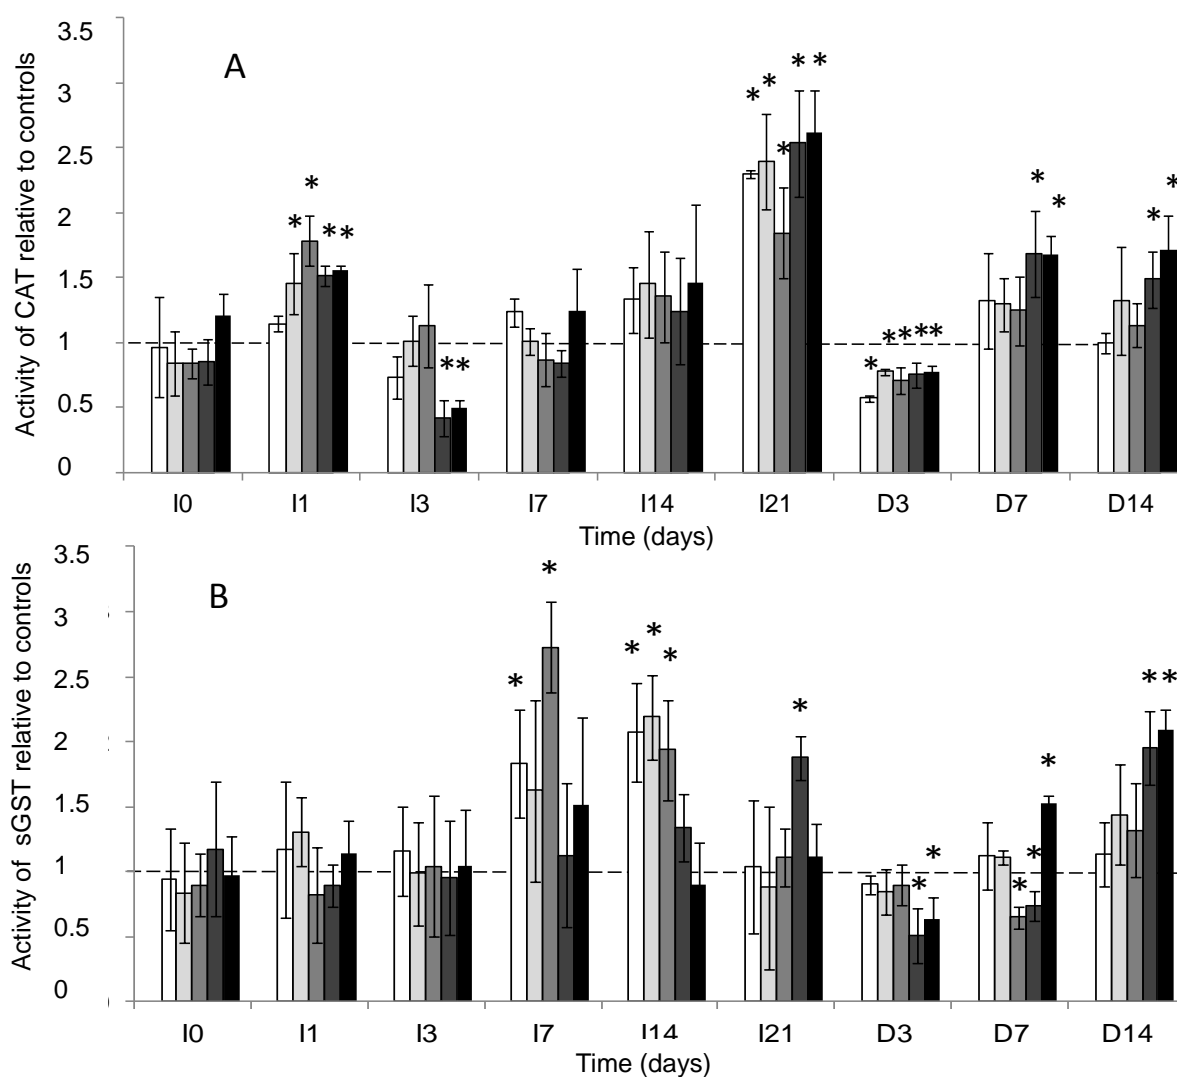 3.5
A
3
* * * *
*
2.5
*
* * *
2
* * * *
1.5
1
* * * * *
* *
0.5
0
I0 I1 I3 I7 I14 I21 D3 D7 D14
Time (days)
Activity of CAT relative to controls
3.5
B
*
3
* * *
*
2.5
*
* *
2
*
1.5
* *
1
* *
0.5
0
I0 I1 I3 I7 I14 I21 D3 D7 D14
Time (days)
Activity of sGST relative to controls